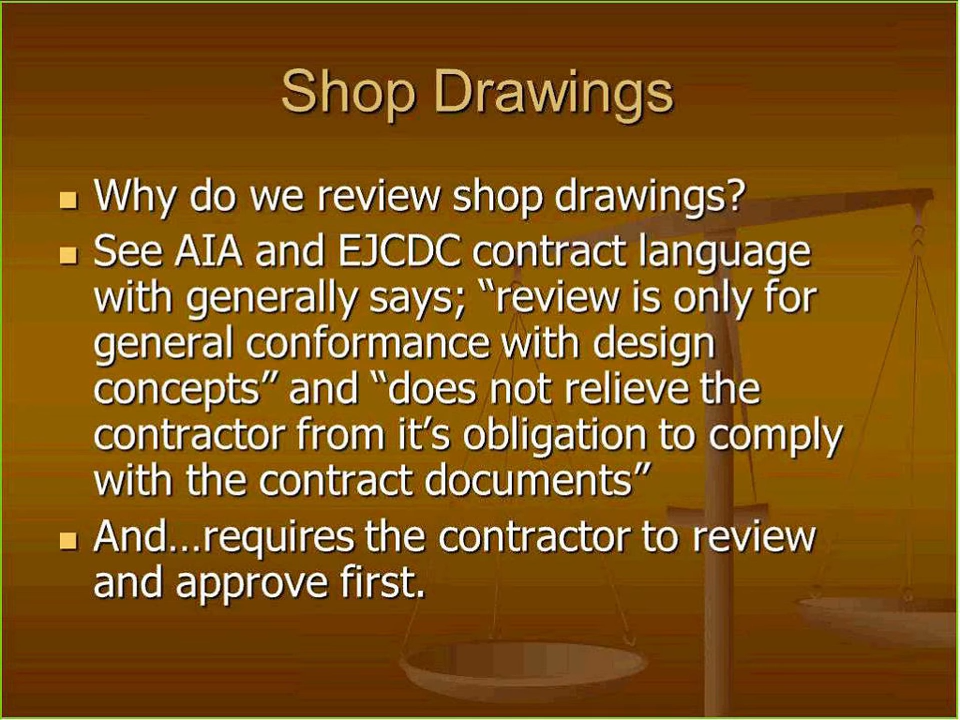 Shop Drawings
Why do we review shop drawings?
See AIA and EJCDC contract language
with generally says; “review is only for
general conformance with design
concepts” and “does not relieve the
contractor from it’s obligation to comply
with the contract documents”
And…requires the contractor to review
and approve first.